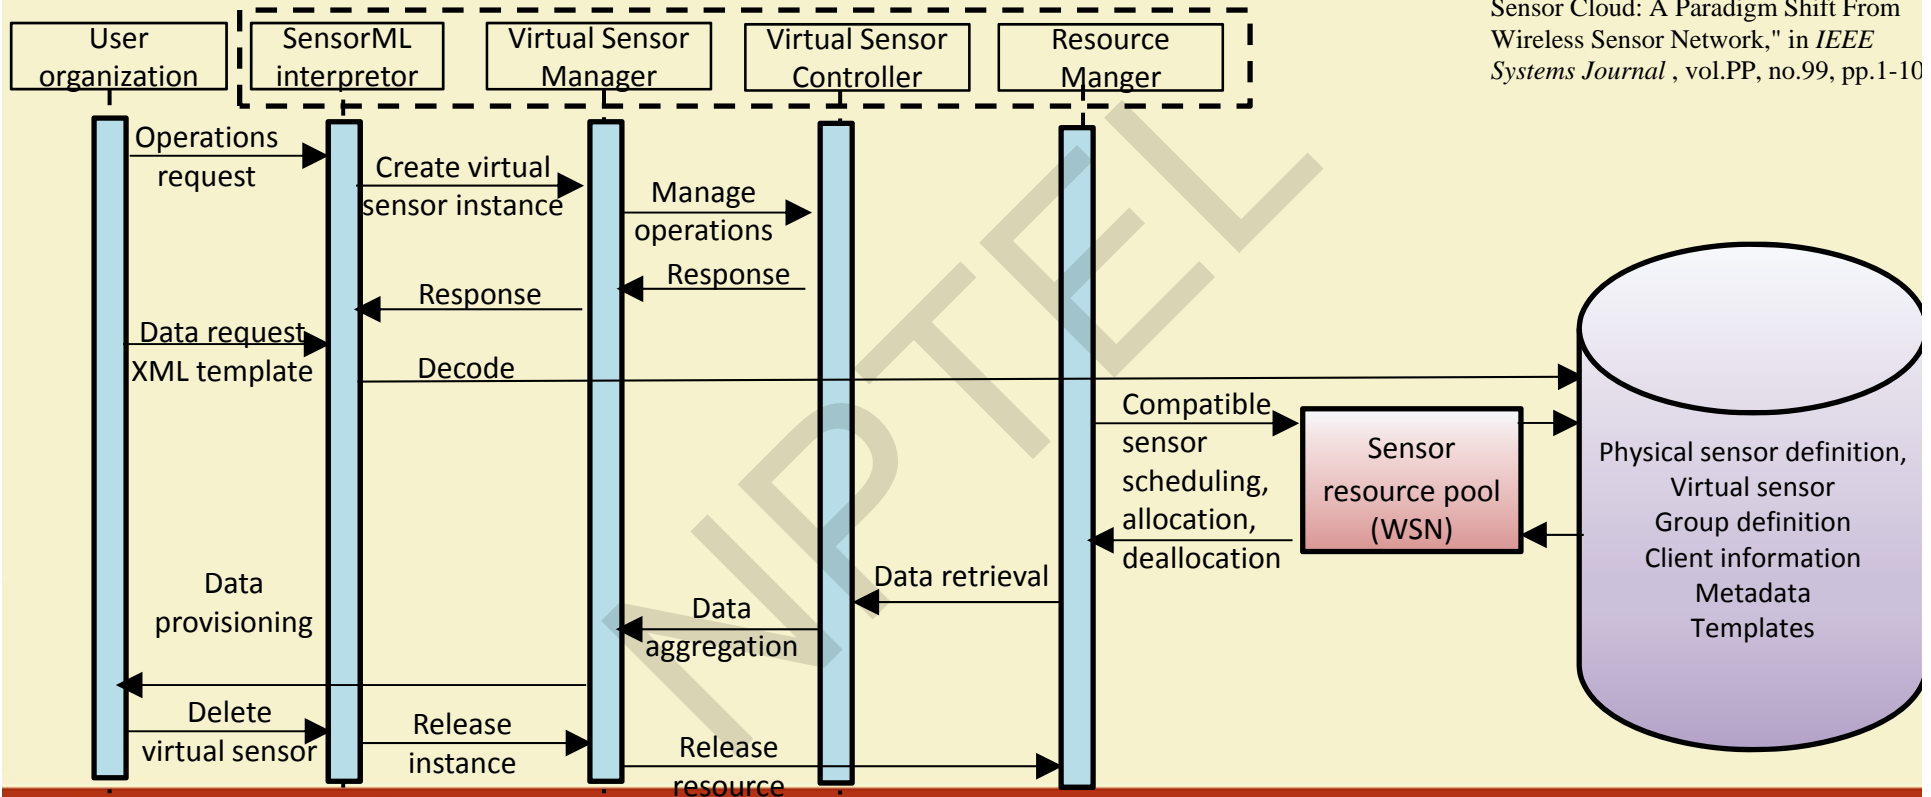 Sensor Cloud: A Paradigm Shift From
Wireless Sensor Network," in IEEE
Systems Journal , vol.PP, no.99, pp.1-10
User
organization
SensorML
interpretor
Virtual Sensor
Manager
Virtual Sensor
Controller
Resource
Manger
Operations
request
Create virtual
sensor instance
Manage
operations
Response
Response
Data request
XML template
Decode
Compatible
sensor
scheduling,
allocation,
deallocation
Sensor
resource pool
(WSN)
Physical sensor definition,
Virtual sensor
Group definition
Client information
Metadata
Templates
Data retrieval
Data
aggregation
Data
provisioning
Delete
virtual sensor
Release
instance
Release
resource
NPTEL